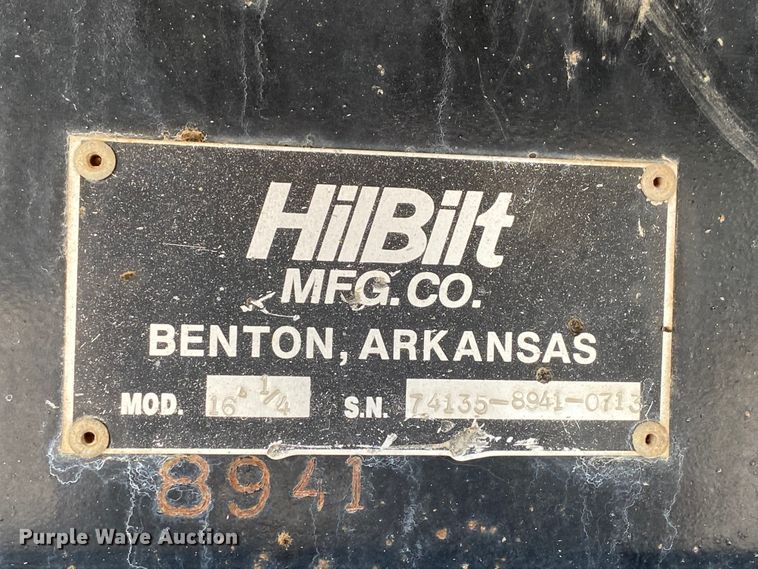 HilBilt
MFG. CO.
BENTON, ARKANSAS
MOD. 16' 1/4 S.N. 74135-8941-0713
8941
Purple Wave Auction